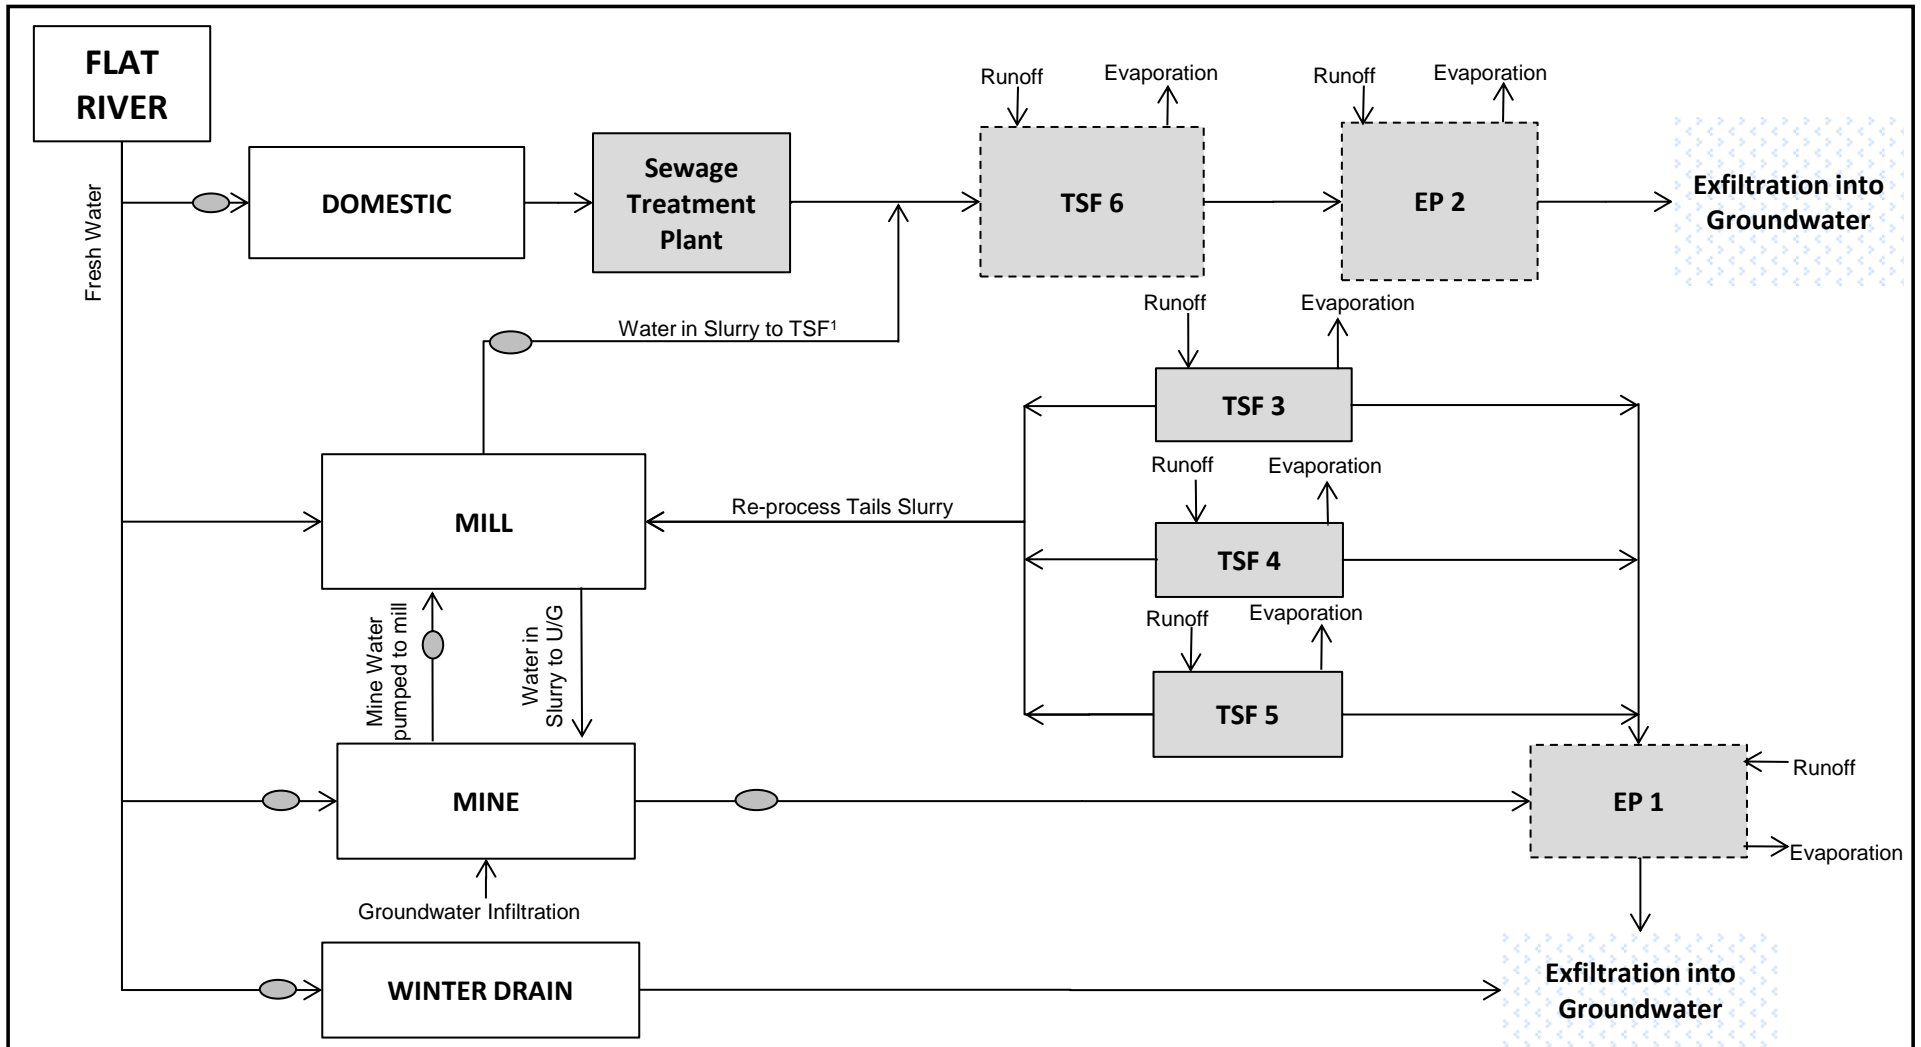 FLAT
RIVER
Fresh Water
DOMESTIC
Sewage
Treatment
Plant
Runoff
Evaporation
TSF 6
Runoff
Evaporation
EP 2
Exfiltration into
Groundwater
Water in Slurry to TSF¹
Runoff
Evaporation
TSF 3
MILL
Re-process Tails Slurry
Runoff
Evaporation
TSF 4
Mine Water
pumped to mill
Water in
Slurry to U/G
Runoff
Evaporation
TSF 5
MINE
Groundwater Infiltration
EP 1
Runoff
Evaporation
WINTER DRAIN
Exfiltration into
Groundwater